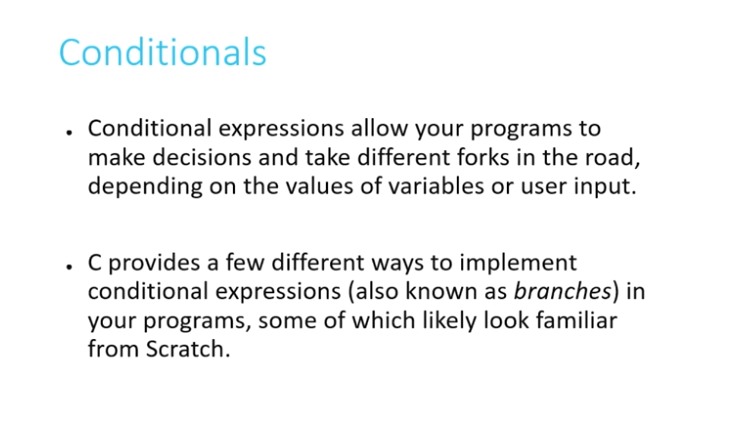 Conditionals
• Conditional expressions allow your programs to
make decisions and take different forks in the road,
depending on the values of variables or user input.
• C provides a few different ways to implement
conditional expressions (also known as branches) in
your programs, some of which likely look familiar
from Scratch.